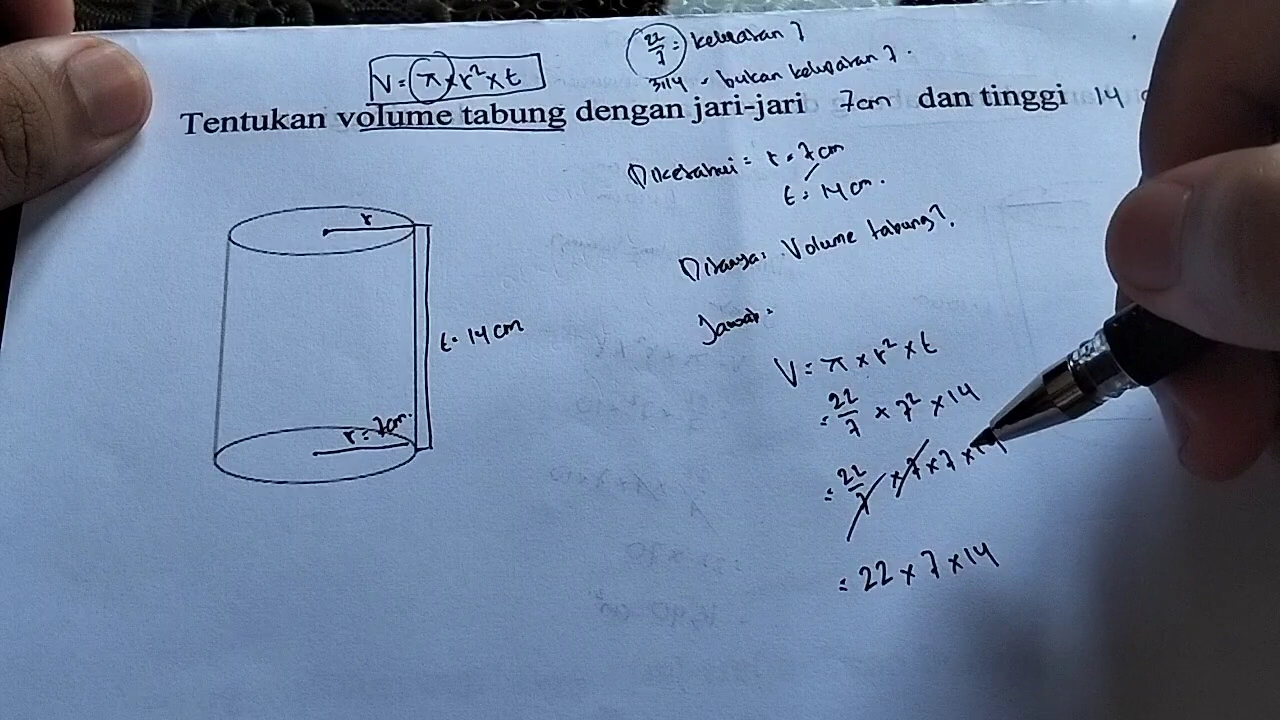 V = π × r² × t
22/7 = kelipatan 7
3,14 = bukan kelipatan 7.
Tentukan volume tabung dengan jari-jari 7cm dan tinggi 14
Diketahui = r = 7cm
t = 14 cm.
Ditanya: Volume tabung?
Jawab:
r
t = 14 cm
r = 7cm.
V = π × r² × t
= 22/7 × 7² × 14
= 22/7 × 7 × 7 × 14
= 22 × 7 × 14